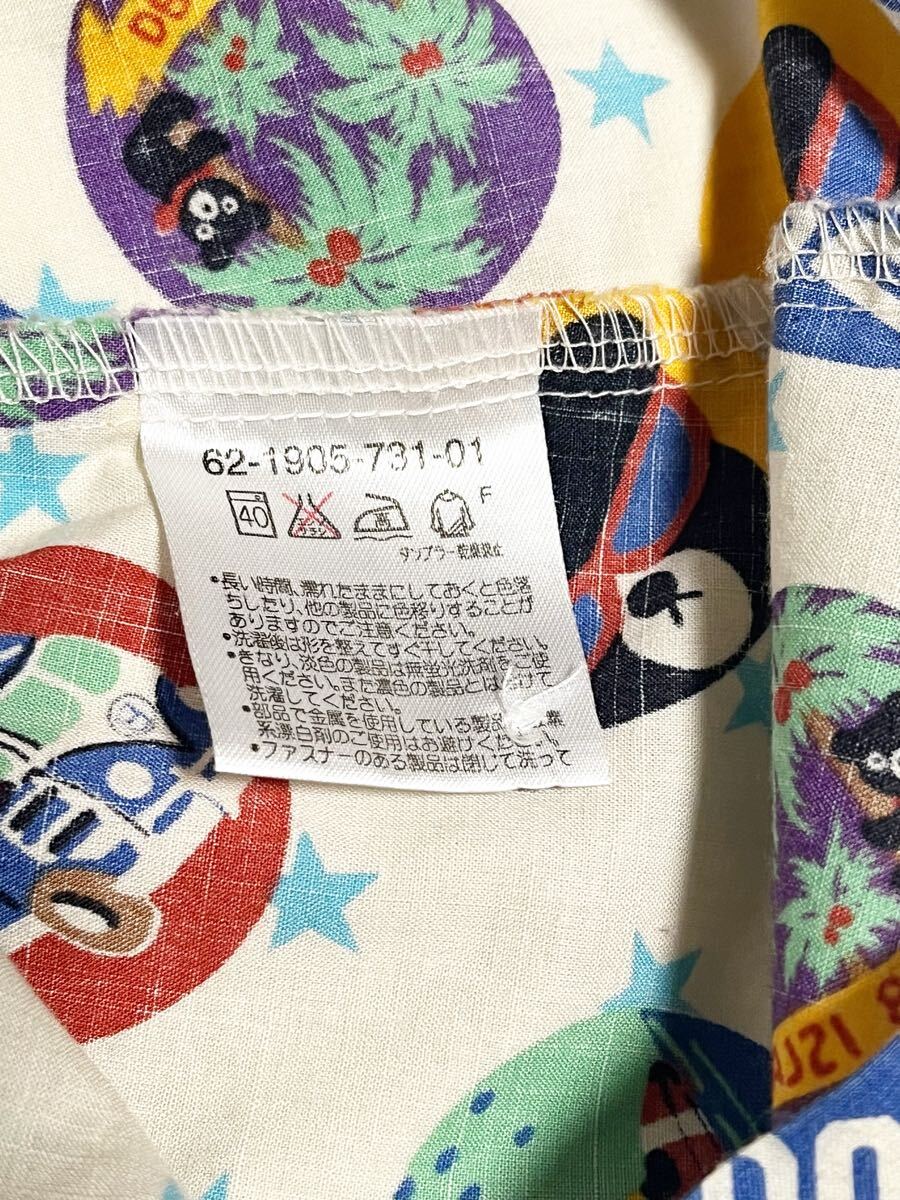 62-1905-731-01
40
エンソ
サラシ
高
F
タンブラー乾燥禁止
•長い時間、濡れたままにしておくと色落
ちしたり、他の製品に色移りすることが
ありますのでご注意ください。
•洗濯後は形を整えてすぐ干してください。
•きなり、淡色の製品は無蛍光洗剤をご使
用ください。また濃色の製品とは分けて
洗濯してください。
•部品で金属を使用している製品
系漂白剤のご使用はお避けください。
•ファスナーのある製品は閉じて洗って